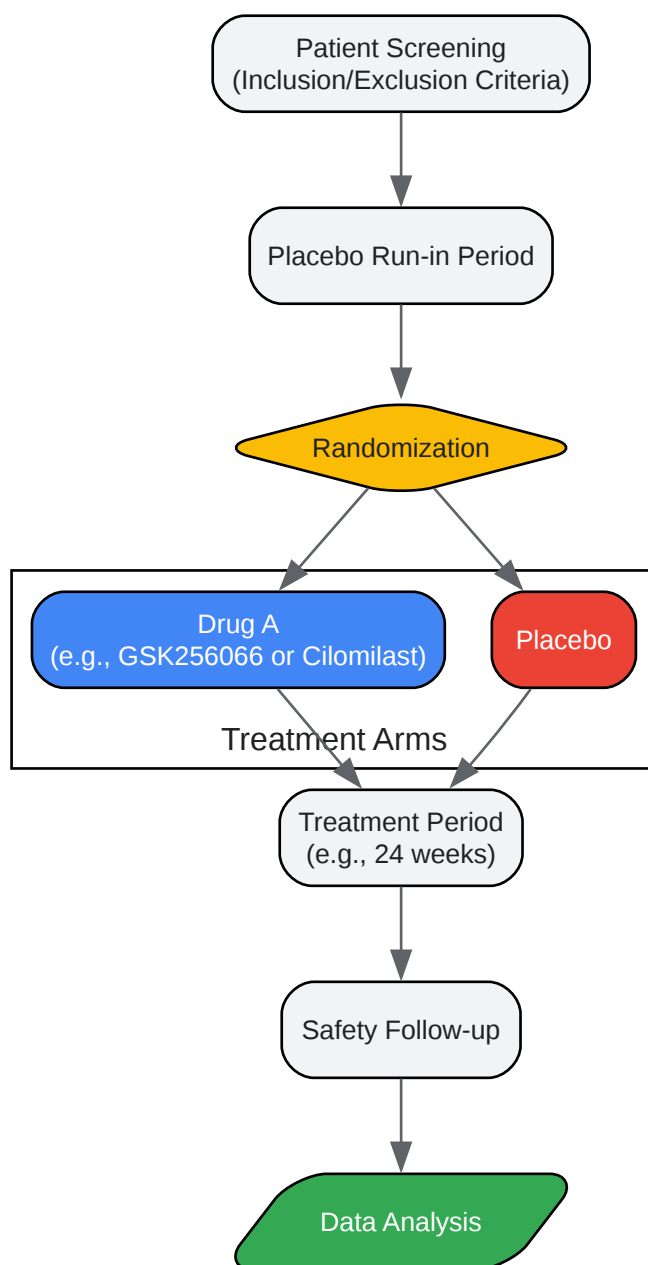 Patient Screening
(Inclusion/Exclusion Criteria)
Placebo Run-in Period
Randomization
Drug A
(e.g., GSK256066 or Cilomilast)
Placebo
Treatment Arms
Treatment Period
(e.g., 24 weeks)
Safety Follow-up
Data Analysis